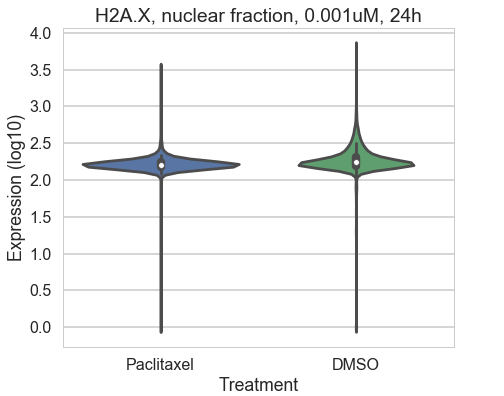 H2A.X, nuclear fraction, 0.001uM, 24h
Expression (log10)
4.0
3.5
3.0
2.5
2.0
1.5
1.0
0.5
0.0
Paclitaxel
DMSO
Treatment